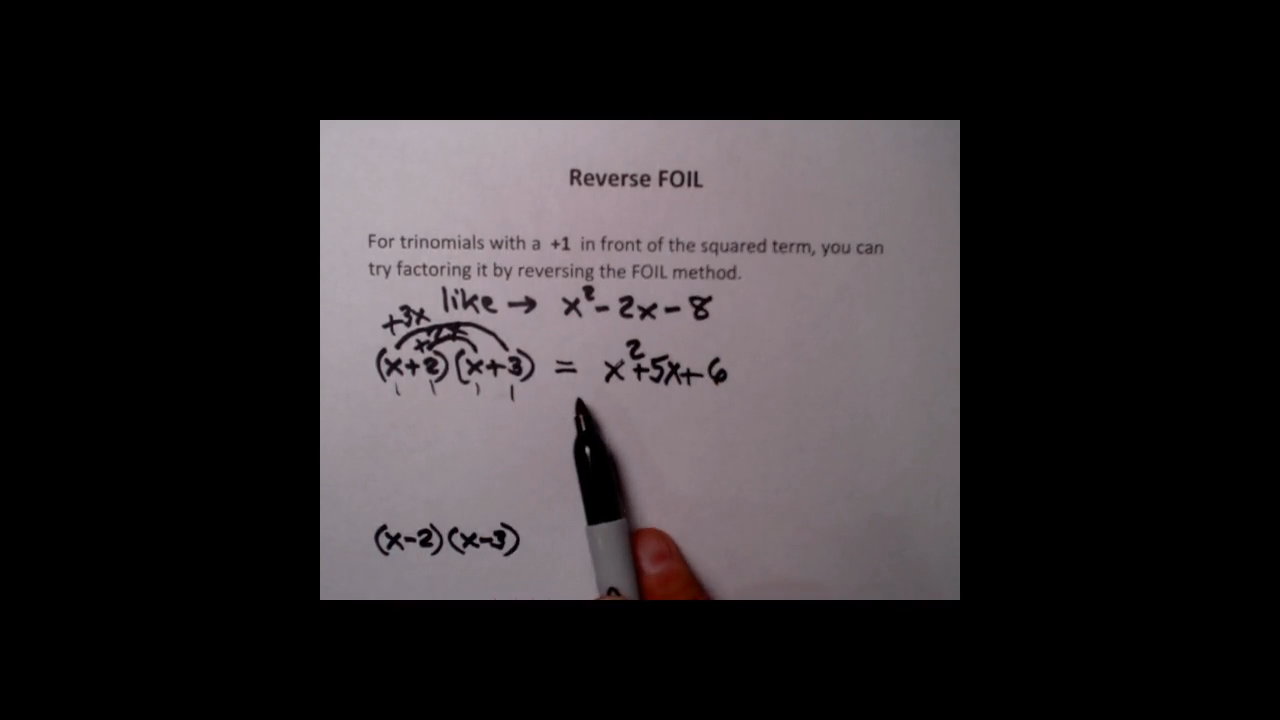 Reverse FOIL
For trinomials with a +1 in front of the squared term, you can
try factoring it by reversing the FOIL method.
like → x² - 2x - 8
+3x
+2x
(x+2)(x+3) = x²+5x+6
(x-2)(x-3)